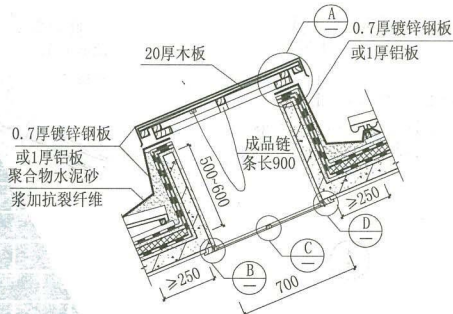 A
—
0.7厚镀锌钢板
或1厚铝板
20厚木板
0.7厚镀锌钢板
或1厚铝板
聚合物水泥砂
浆加抗裂纤维
500~600
成品链
条长900
≥250
D
—
C
—
B
—
≥250
700